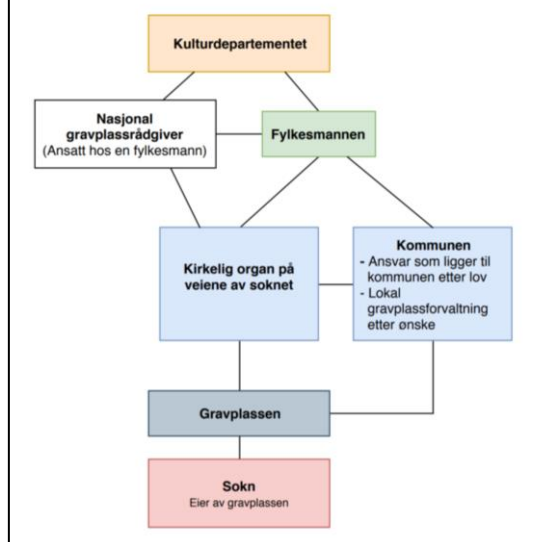 Kulturdepartementet
Nasjonal
gravplassrådgiver
(Ansatt hos en fylkesmann)
Fylkesmannen
Kirkelig organ på
veiene av soknet
Kommunen
- Ansvar som ligger til
kommunen etter lov
- Lokal
gravplassforvaltning
etter ønske
Gravplassen
Sokn
Eier av gravplassen